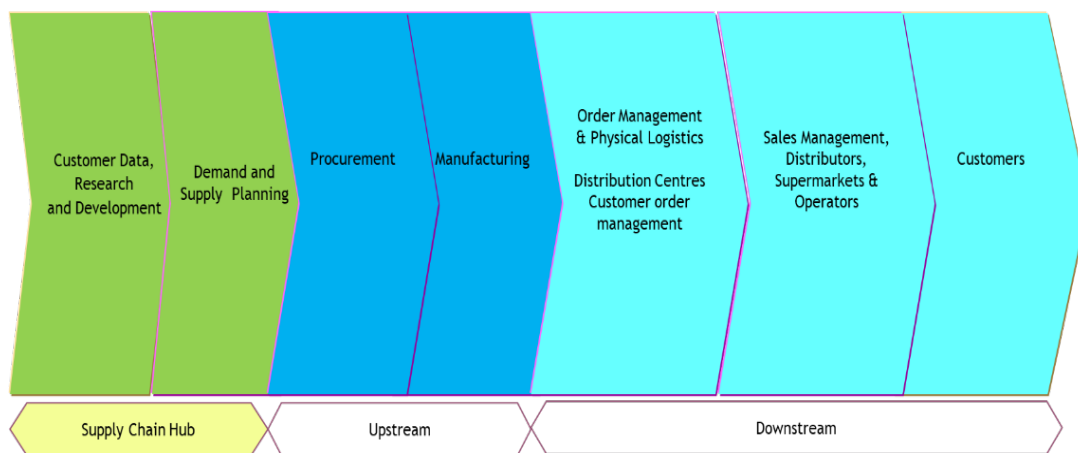 Customer Data,
Research
and Development
Demand and
Supply Planning
Procurement
Manufacturing
Order Management
& Physical Logistics
Distribution Centres
Customer order
management
Sales Management,
Distributors,
Supermarkets &
Operators
Customers
Supply Chain Hub
Upstream
Downstream